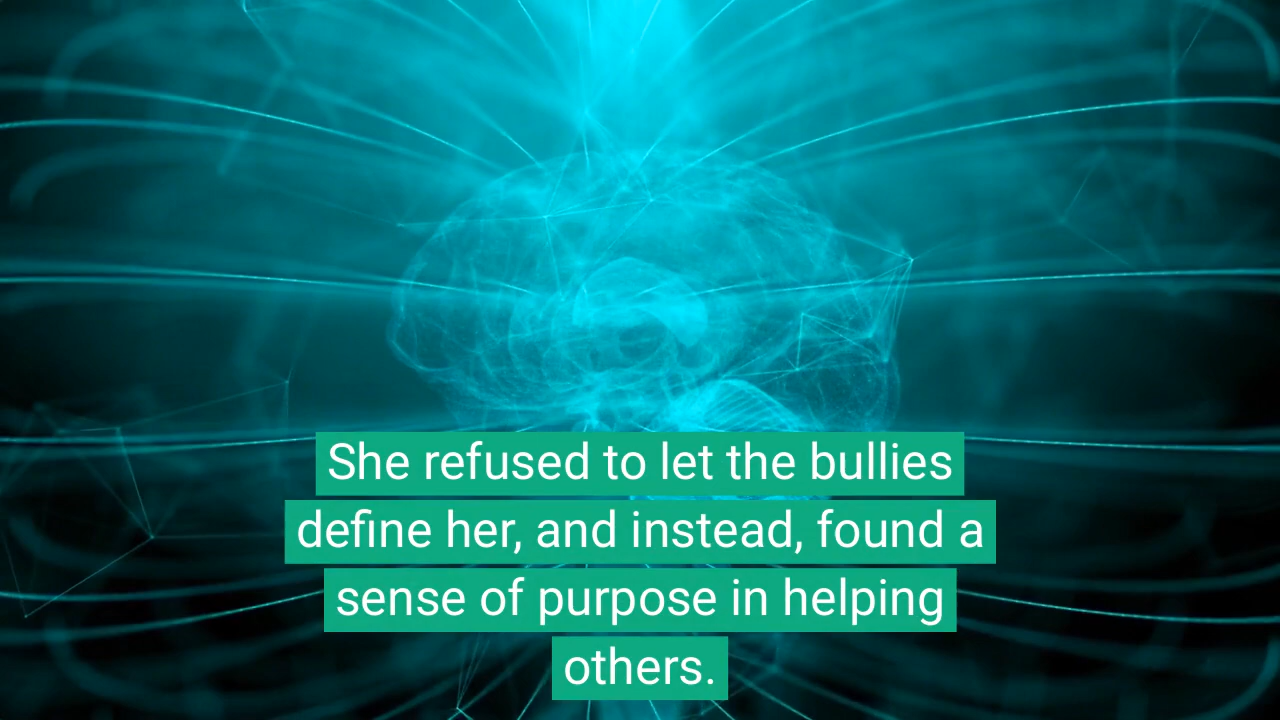 She refused to let the bullies
define her, and instead, found a
sense of purpose in helping
others.